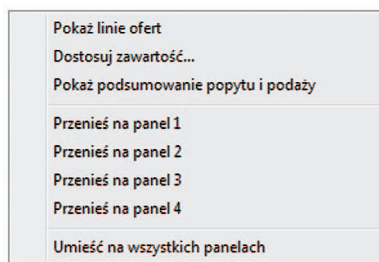 Pokaż linie ofert
Dostosuj zawartość...
Pokaż podsumowanie popytu i podaży
Przenieś na panel 1
Przenieś na panel 2
Przenieś na panel 3
Przenieś na panel 4
Umieść na wszystkich panelach